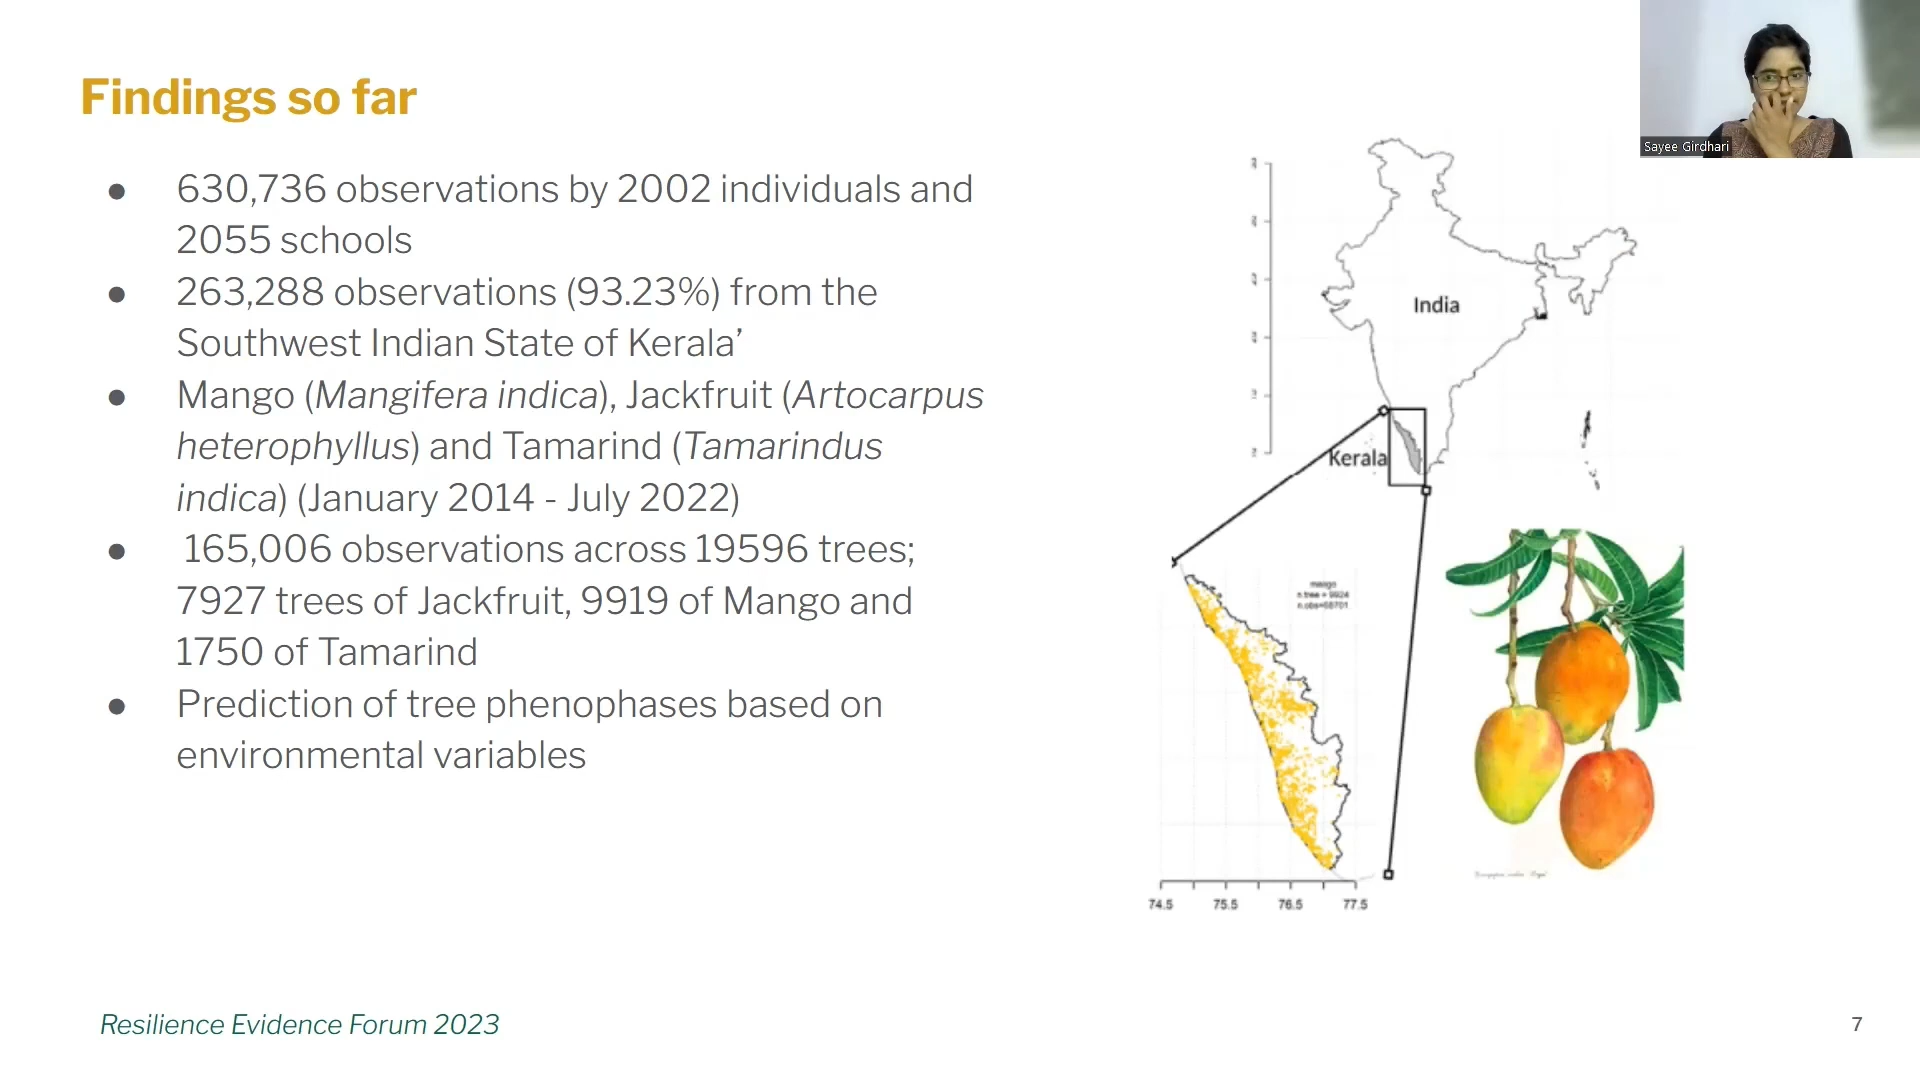 Findings so far
● 630,736 observations by 2002 individuals and
2055 schools
● 263,288 observations (93.23%) from the
Southwest Indian State of Kerala’
● Mango (Mangifera indica), Jackfruit (Artocarpus
heterophyllus) and Tamarind (Tamarindus
indica) (January 2014 - July 2022)
● 165,006 observations across 19596 trees;
7927 trees of Jackfruit, 9919 of Mango and
1750 of Tamarind
● Prediction of tree phenophases based on
environmental variables
Sayee Girdhari
India
Kerala
mango
n.tree = 9924
74.5 75.5 76.5 77.5
Resilience Evidence Forum 2023
7